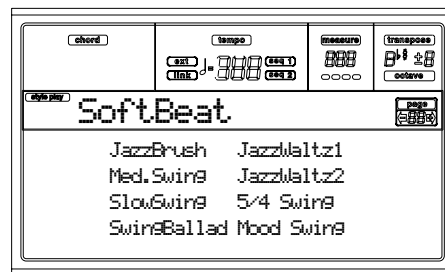 chord tempo measure transpose
ext seq 1
link seq 2
octave
style play SoftBeat page
JazzBrush JazzWaltz1
Med.Swing JazzWaltz2
SlowSwing 5/4 Swing
SwingBallad Mood Swing